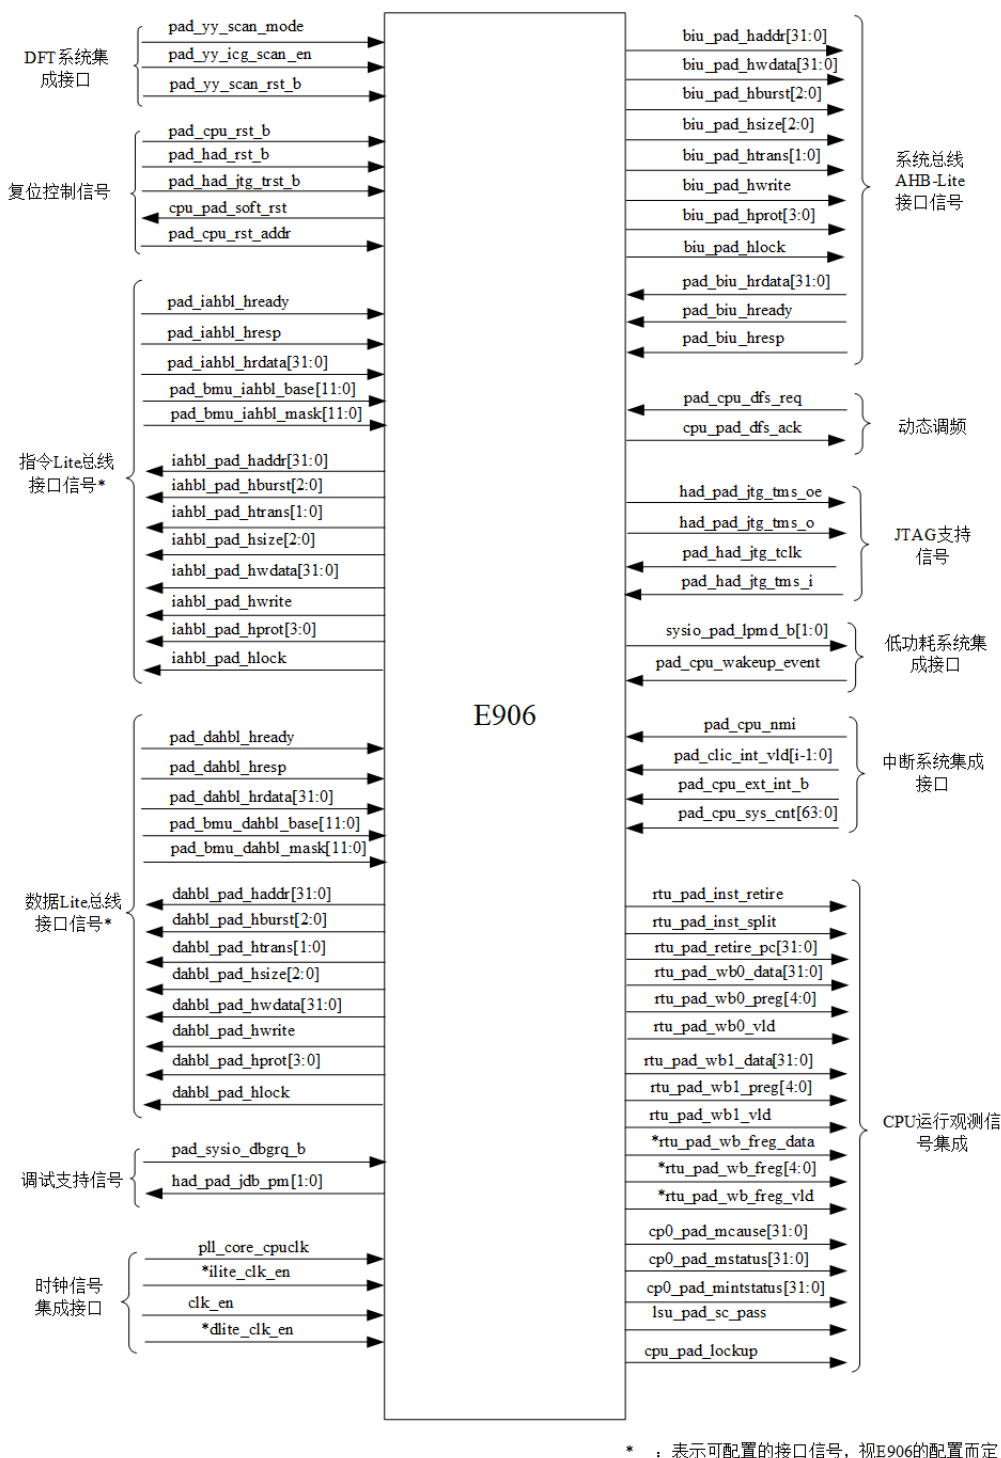 DFT系统集
成接口
pad_yy_scan_mode
pad_yy_icg_scan_en
pad_yy_scan_rst_b
复位控制信号
pad_cpu_rst_b
pad_had_rst_b
pad_had_jtg_trst_b
cpu_pad_soft_rst
pad_cpu_rst_addr
指令Lite总线
接口信号*
pad_iahbl_hready
pad_iahbl_hresp
pad_iahbl_hrdata[31:0]
pad_bmu_iahbl_base[11:0]
pad_bmu_iahbl_mask[11:0]
iahbl_pad_haddr[31:0]
iahbl_pad_hburst[2:0]
iahbl_pad_htrans[1:0]
iahbl_pad_hsize[2:0]
iahbl_pad_hwdata[31:0]
iahbl_pad_hwrite
iahbl_pad_hprot[3:0]
iahbl_pad_hlock
数据Lite总线
接口信号*
pad_dahbl_hready
pad_dahbl_hresp
pad_dahbl_hrdata[31:0]
pad_bmu_dahbl_base[11:0]
pad_bmu_dahbl_mask[11:0]
dahbl_pad_haddr[31:0]
dahbl_pad_hburst[2:0]
dahbl_pad_htrans[1:0]
dahbl_pad_hsize[2:0]
dahbl_pad_hwdata[31:0]
dahbl_pad_hwrite
dahbl_pad_hprot[3:0]
dahbl_pad_hlock
调试支持信号
pad_sysio_dbgrq_b
had_pad_jdb_pm[1:0]
时钟信号
集成接口
pll_core_cpuclk
*ilite_clk_en
clk_en
*dlite_clk_en
E906
biu_pad_haddr[31:0]
biu_pad_hwdata[31:0]
biu_pad_hburst[2:0]
biu_pad_hsize[2:0]
biu_pad_htrans[1:0]
biu_pad_hwrite
biu_pad_hprot[3:0]
biu_pad_hlock
pad_biu_hrdata[31:0]
pad_biu_hready
pad_biu_hresp
系统总线
AHB-Lite
接口信号
pad_cpu_dfs_req
cpu_pad_dfs_ack
动态调频
had_pad_jtg_tms_oe
had_pad_jtg_tms_o
pad_had_jtg_tclk
pad_had_jtg_tms_i
JTAG支持
信号
sysio_pad_lpmd_b[1:0]
pad_cpu_wakeup_event
低功耗系统集
成接口
pad_cpu_nmi
pad_clic_int_vld[i-1:0]
pad_cpu_ext_int_b
pad_cpu_sys_cnt[63:0]
中断系统集成
接口
rtu_pad_inst_retire
rtu_pad_inst_split
rtu_pad_retire_pc[31:0]
rtu_pad_wb0_data[31:0]
rtu_pad_wb0_preg[4:0]
rtu_pad_wb0_vld
rtu_pad_wb1_data[31:0]
rtu_pad_wb1_preg[4:0]
rtu_pad_wb1_vld
*rtu_pad_wb_freg_data
*rtu_pad_wb_freg[4:0]
*rtu_pad_wb_freg_vld
cp0_pad_mcause[31:0]
cp0_pad_mstatus[31:0]
cp0_pad_mintstatus[31:0]
lsu_pad_sc_pass
cpu_pad_lockup
CPU运行观测信
号集成
* ：表示可配置的接口信号，视E906的配置而定